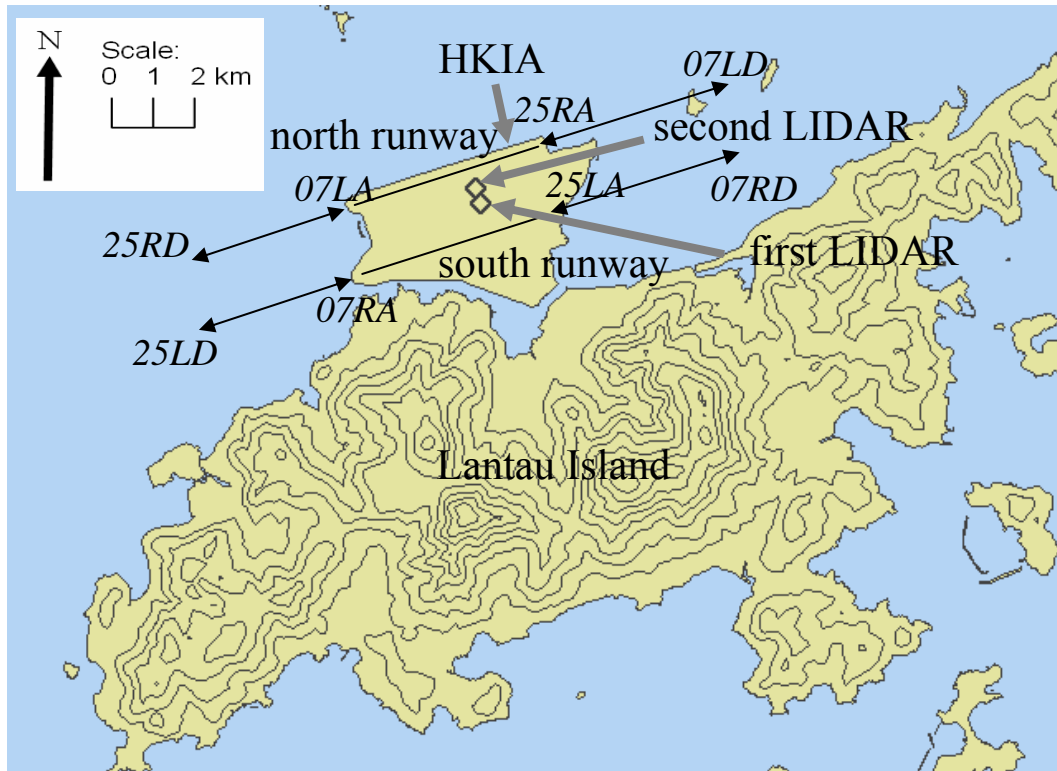 N
Scale:
0 1 2 km
HKIA
07LD
25RA
north runway
second LIDAR
07LA
25LA
07RD
25RD
first LIDAR
south runway
07RA
25LD
Lantau Island